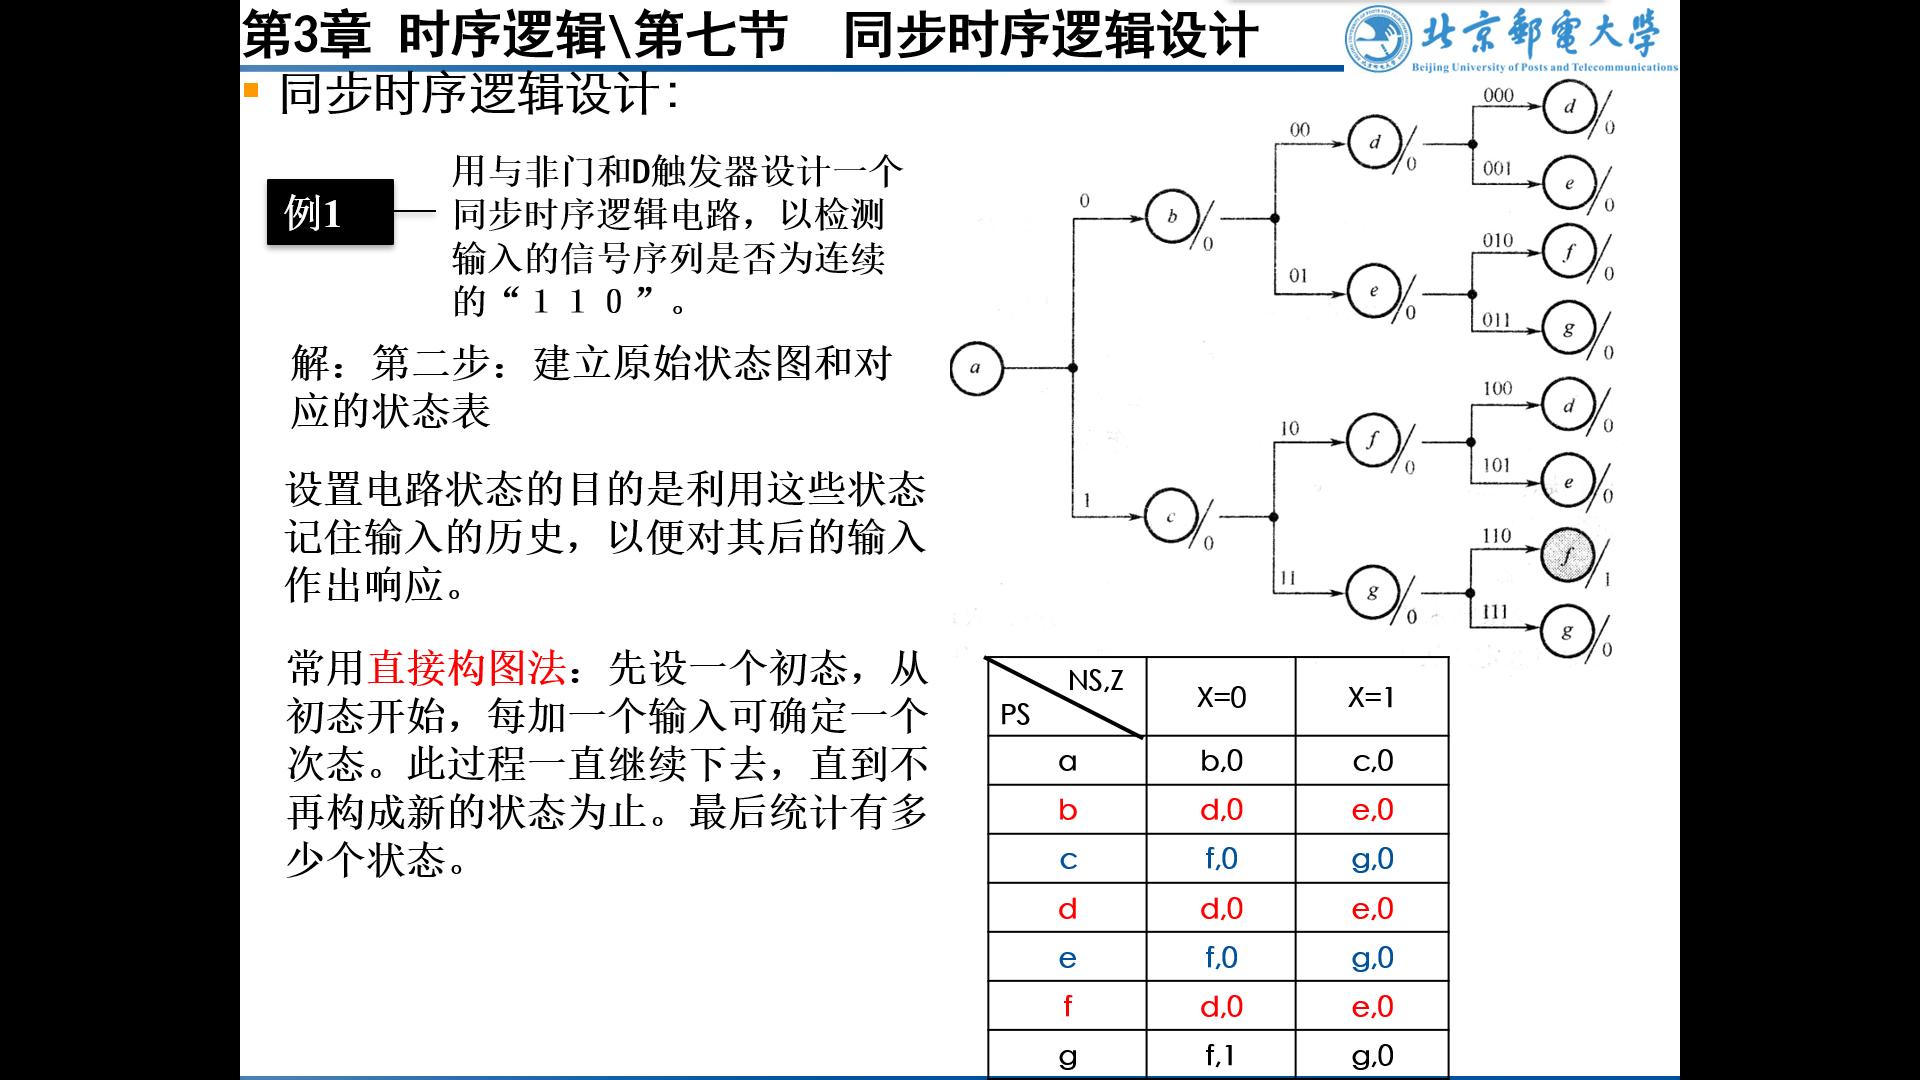 第3章 时序逻辑\第七节 同步时序逻辑设计
北京郵電大學
Beijing University of Posts and Telecommunications
同步时序逻辑设计:
例1
用与非门和D触发器设计一个
同步时序逻辑电路，以检测
输入的信号序列是否为连续
的“１１０”。
解：第二步：建立原始状态图和对
应的状态表
设置电路状态的目的是利用这些状态
记住输入的历史，以便对其后的输入
作出响应。
常用直接构图法：先设一个初态，从
初态开始，每加一个输入可确定一个
次态。此过程一直继续下去，直到不
再构成新的状态为止。最后统计有多
少个状态。
a
0
b/0
1
c/0
00
d/0
01
e/0
10
f/0
11
g/0
000
d/0
001
e/0
010
f/0
011
g/0
100
d/0
101
e/0
110
f/1
111
g/0
NS,Z
PS
X=0 X=1
a b,0 c,0
b d,0 e,0
c f,0 g,0
d d,0 e,0
e f,0 g,0
f d,0 e,0
g f,1 g,0